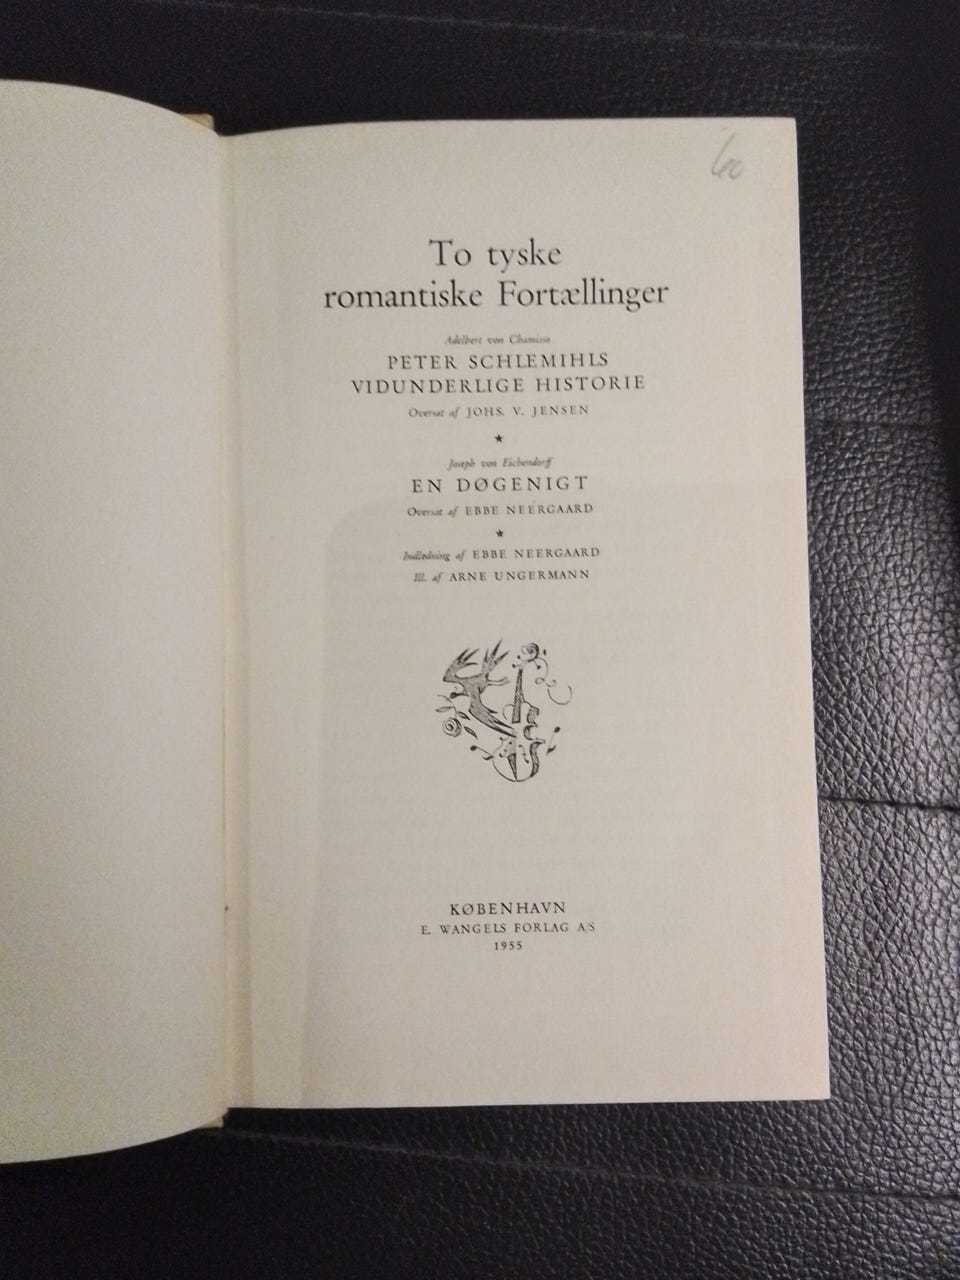 60
To tyske
romantiske Fortællinger
Adelbert von Chamisso
PETER SCHLEMIHLS
VIDUNDERLIGE HISTORIE
Oversat af JOHS. V. JENSEN
★
Joseph von Eichendorff
EN DØGENIGT
Oversat af EBBE NEERGAARD
★
Indledning af EBBE NEERGAARD
Ill. af ARNE UNGERMANN
KØBENHAVN
E. WANGELS FORLAG A/S
1955